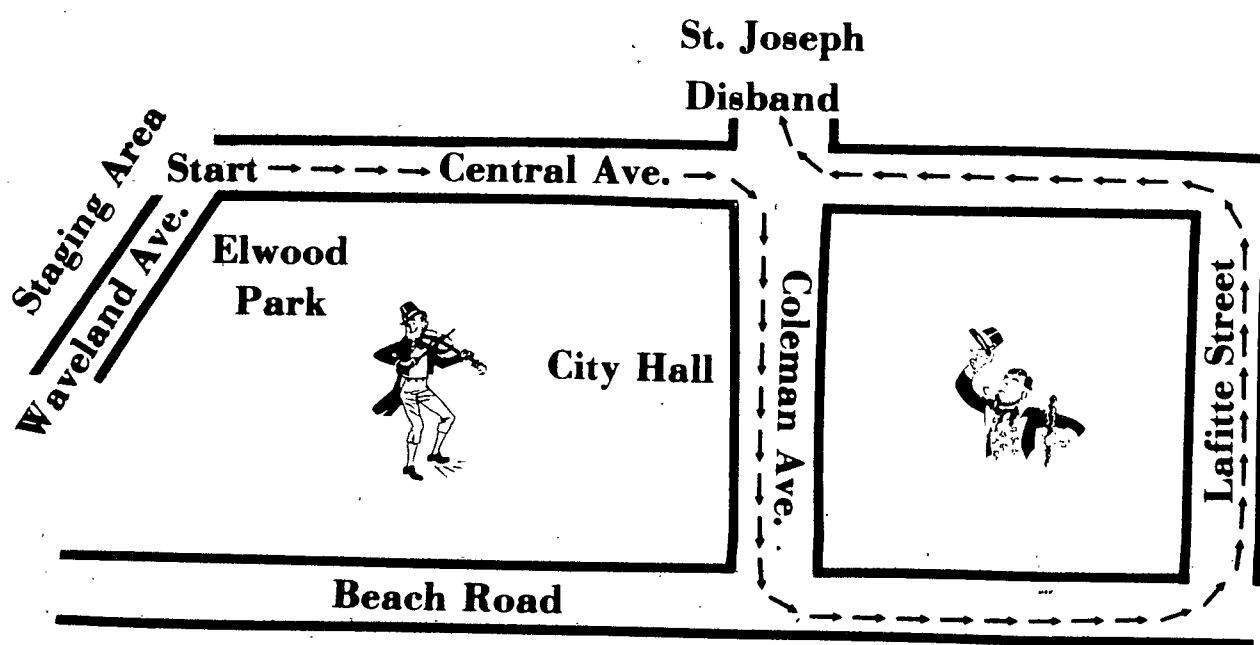 St. Joseph
Disband
Staging Area
Start
Central Ave.
Waveland Ave.
Elwood
Park
City Hall
Coleman Ave.
Lafitte Street
Beach Road